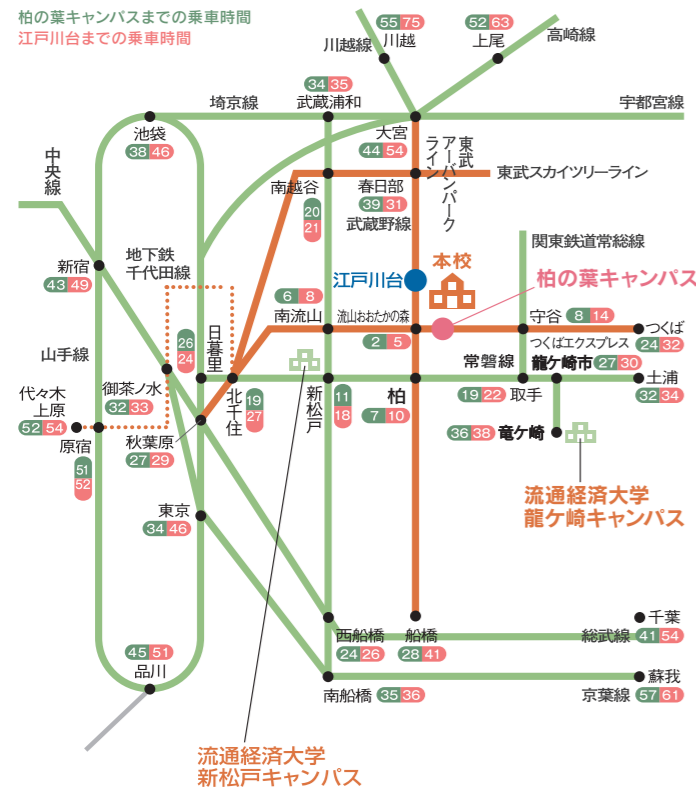 柏の葉キャンパスまでの乗車時間
江戸川台までの乗車時間
55 75
川越線 川越
52 63
上尾
高崎線
34 35
武蔵浦和
埼京線
宇都宮線
池袋
38 46
大宮
44 54
東武
アーバンパーク
ライン
中央線
南越谷
20
21
春日部
39 31
東武スカイツリーライン
武蔵野線
新宿
43 49
地下鉄
千代田線
関東鉄道常総線
江戸川台
本校
柏の葉キャンパス
6 8
南流山
流山おおたかの森
2 5
守谷 8 14
つくば
24 32
つくばエクスプレス
山手線
26
24
日暮里
常磐線
龍ケ崎市 27 30
土浦
32 34
代々木
上原
52 54
御茶ノ水
32 33
北千住
19
27
新松戸
11
18
柏
7 10
19 22 取手
原宿
51
52
秋葉原
27 29
36 38 竜ケ崎
流通経済大学
龍ケ崎キャンパス
東京
34 46
西船橋
24 26
船橋
28 41
千葉
総武線 41 54
45 51
品川
南船橋 35 36
蘇我
京葉線 57 61
流通経済大学
新松戸キャンパス